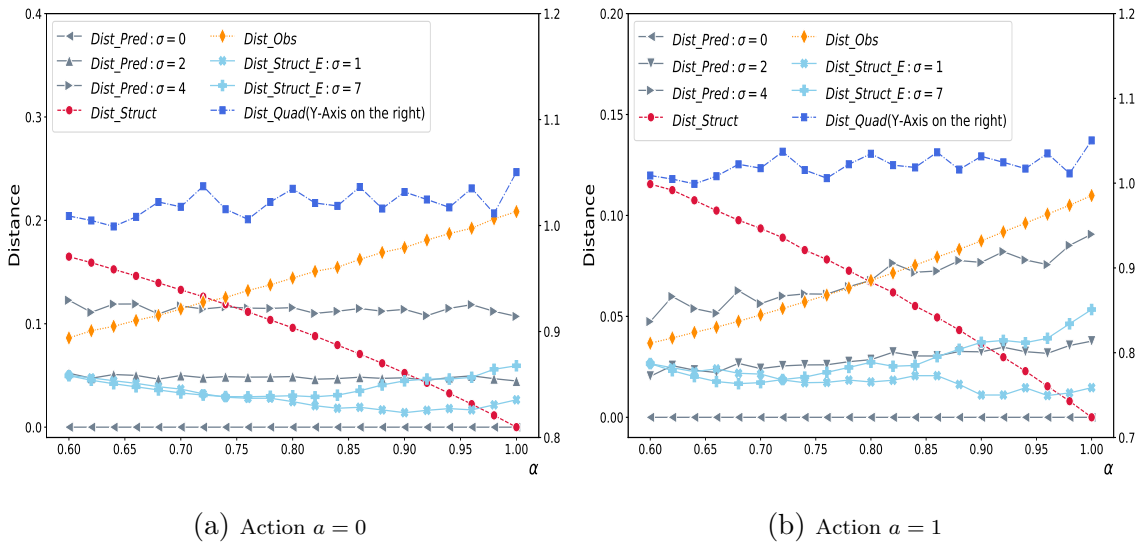 0.4
0.3
0.2
0.1
0.0
Distance
1.2
1.1
1.0
0.9
0.8
Dist_Pred: σ = 0
Dist_Pred: σ = 2
Dist_Pred: σ = 4
Dist_Struct
Dist_Obs
Dist_Struct_E: σ = 1
Dist_Struct_E: σ = 7
Dist_Quad(Y-Axis on the right)
0.60 0.65 0.70 0.75 0.80 0.85 0.90 0.95 1.00
α
(a) Action a = 0
0.20
0.15
0.10
0.05
0.00
Distance
1.2
1.1
1.0
0.9
0.8
0.7
Dist_Pred: σ = 0
Dist_Pred: σ = 2
Dist_Pred: σ = 4
Dist_Struct
Dist_Obs
Dist_Struct_E: σ = 1
Dist_Struct_E: σ = 7
Dist_Quad(Y-Axis on the right)
0.60 0.65 0.70 0.75 0.80 0.85 0.90 0.95 1.00
α
(b) Action a = 1